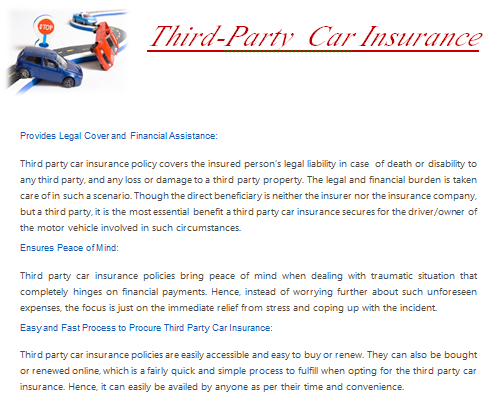 STOP
Third-Party Car Insurance
Provides Legal Cover and Financial Assistance:
Third party car insurance policy covers the insured person's legal liability in case of death or disability to
any third party, and any loss or damage to a third party property. The legal and financial burden is taken
care of in such a scenario. Though the direct beneficiary is neither the insurer nor the insurance company,
but a third party, it is the most essential benefit a third party car insurance secures for the driver/owner of
the motor vehicle involved in such circumstances.
Ensures Peace of Mind:
Third party car insurance policies bring peace of mind when dealing with traumatic situation that
completely hinges on financial payments. Hence, instead of worrying further about such unforeseen
expenses, the focus is just on the immediate relief from stress and coping up with the incident.
Easy and Fast Process to Procure Third Party Car Insurance:
Third party car insurance policies are easily accessible and easy to buy or renew. They can also be bought
or renewed online, which is a fairly quick and simple process to fulfill when opting for the third party car
insurance. Hence, it can easily be availed by anyone as per their time and convenience.